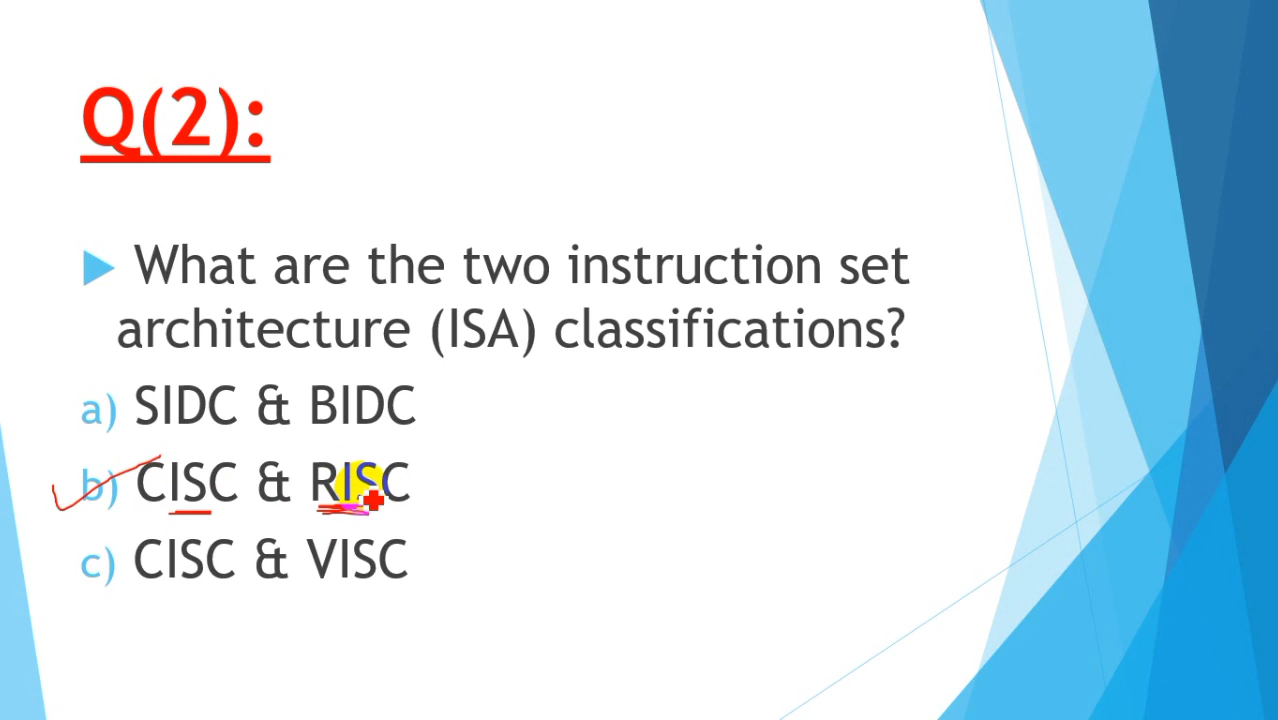 Q(2):
What are the two instruction set
architecture (ISA) classifications?
a) SIDC & BIDC
b) CISC & RISC
c) CISC & VISC